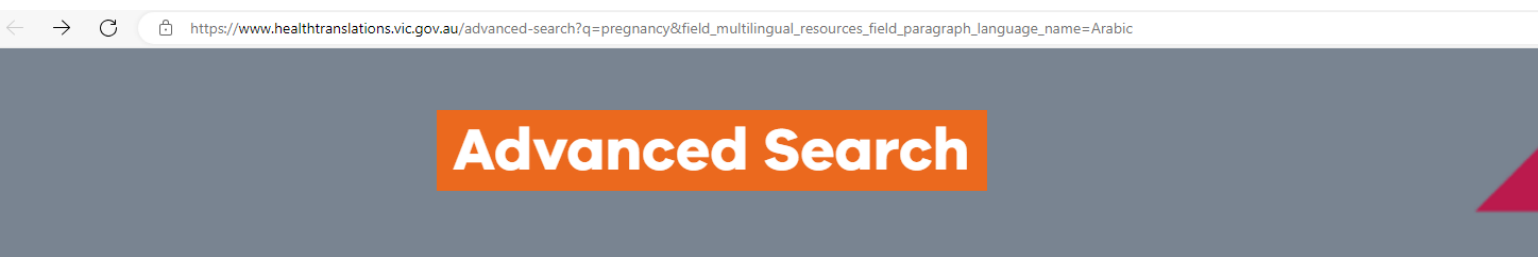 https://www.healthtranslations.vic.gov.au/advanced-search?q=pregnancy&field_multilingual_resources_field_paragraph_language_name=Arabic
Advanced Search